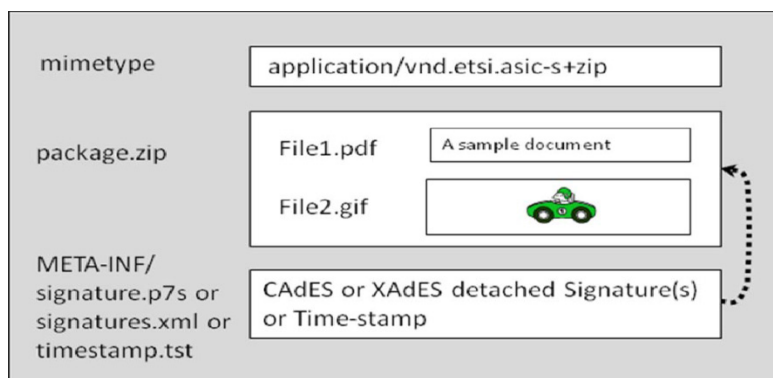 mimetype
application/vnd.etsi.asic-s+zip
package.zip
File1.pdf
A sample document
File2.gif
META-INF/
signature.p7s or
signatures.xml or
timestamp.tst
CAdES or XAdES detached Signature(s)
or Time-stamp